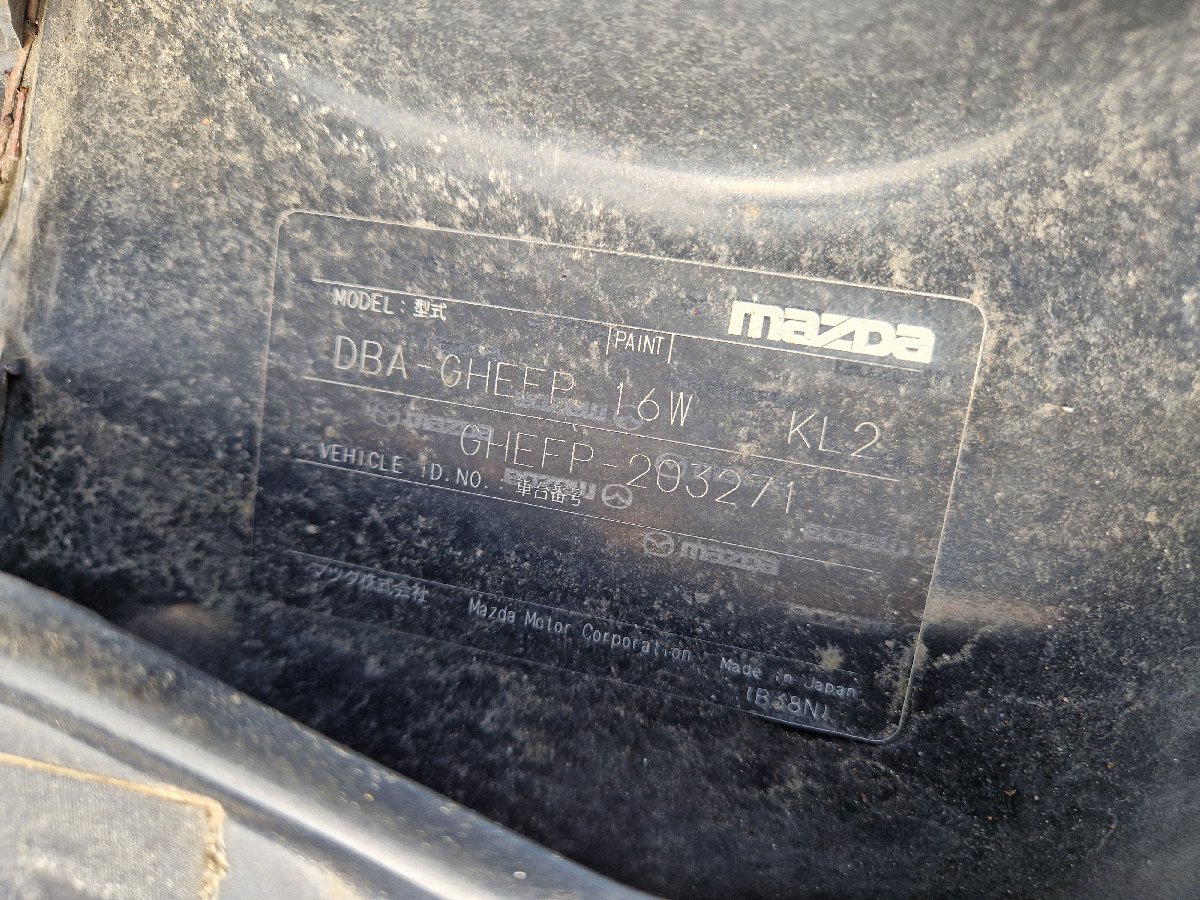 mazda
MODEL:型式 PAINT
DBA-GHEFP 16W KL2
GHEFP-203271
VEHICLE ID.NO.:車台番号
マツダ株式会社 Mazda Motor Corporation Made in Japan
1B38N1